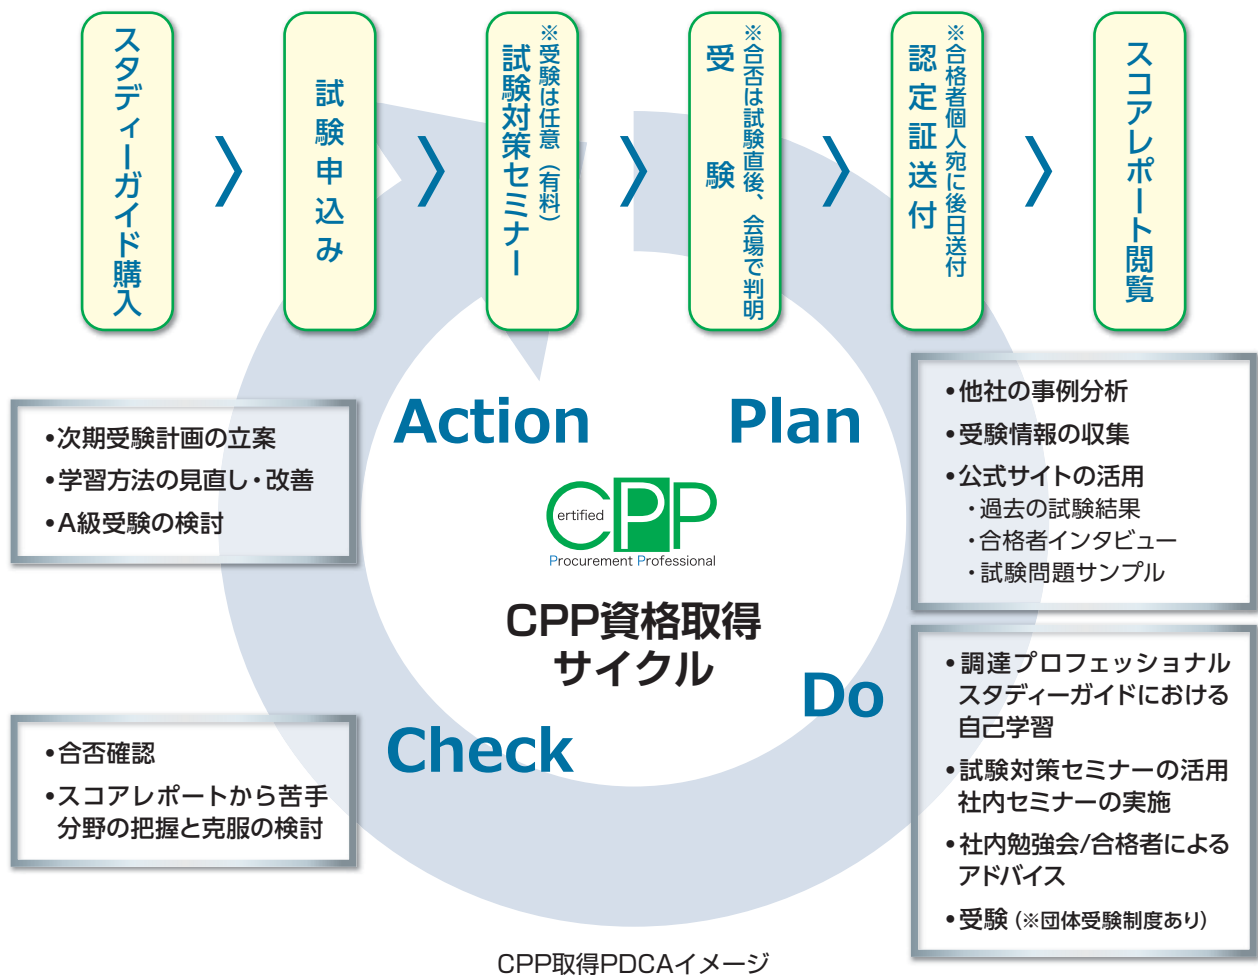 スタディーガイド購入
試験申込み
※受験は任意（有料）
試験対策セミナー
※合否は試験直後、会場で判明
受験
※合格者個人宛に後日送付
認定証送付
スコアレポート閲覧
Action
Plan
•次期受験計画の立案
•学習方法の見直し・改善
•A級受験の検討
•他社の事例分析
•受験情報の収集
•公式サイトの活用
・過去の試験結果
・合格者インタビュー
・試験問題サンプル
Certified PP
Procurement Professional
CPP資格取得
サイクル
Do
Check
•合否確認
•スコアレポートから苦手
分野の把握と克服の検討
•調達プロフェッショナル
スタディーガイドにおける
自己学習
•試験対策セミナーの活用
社内セミナーの実施
•社内勉強会/合格者による
アドバイス
•受験（※団体受験制度あり）
CPP取得PDCAイメージ